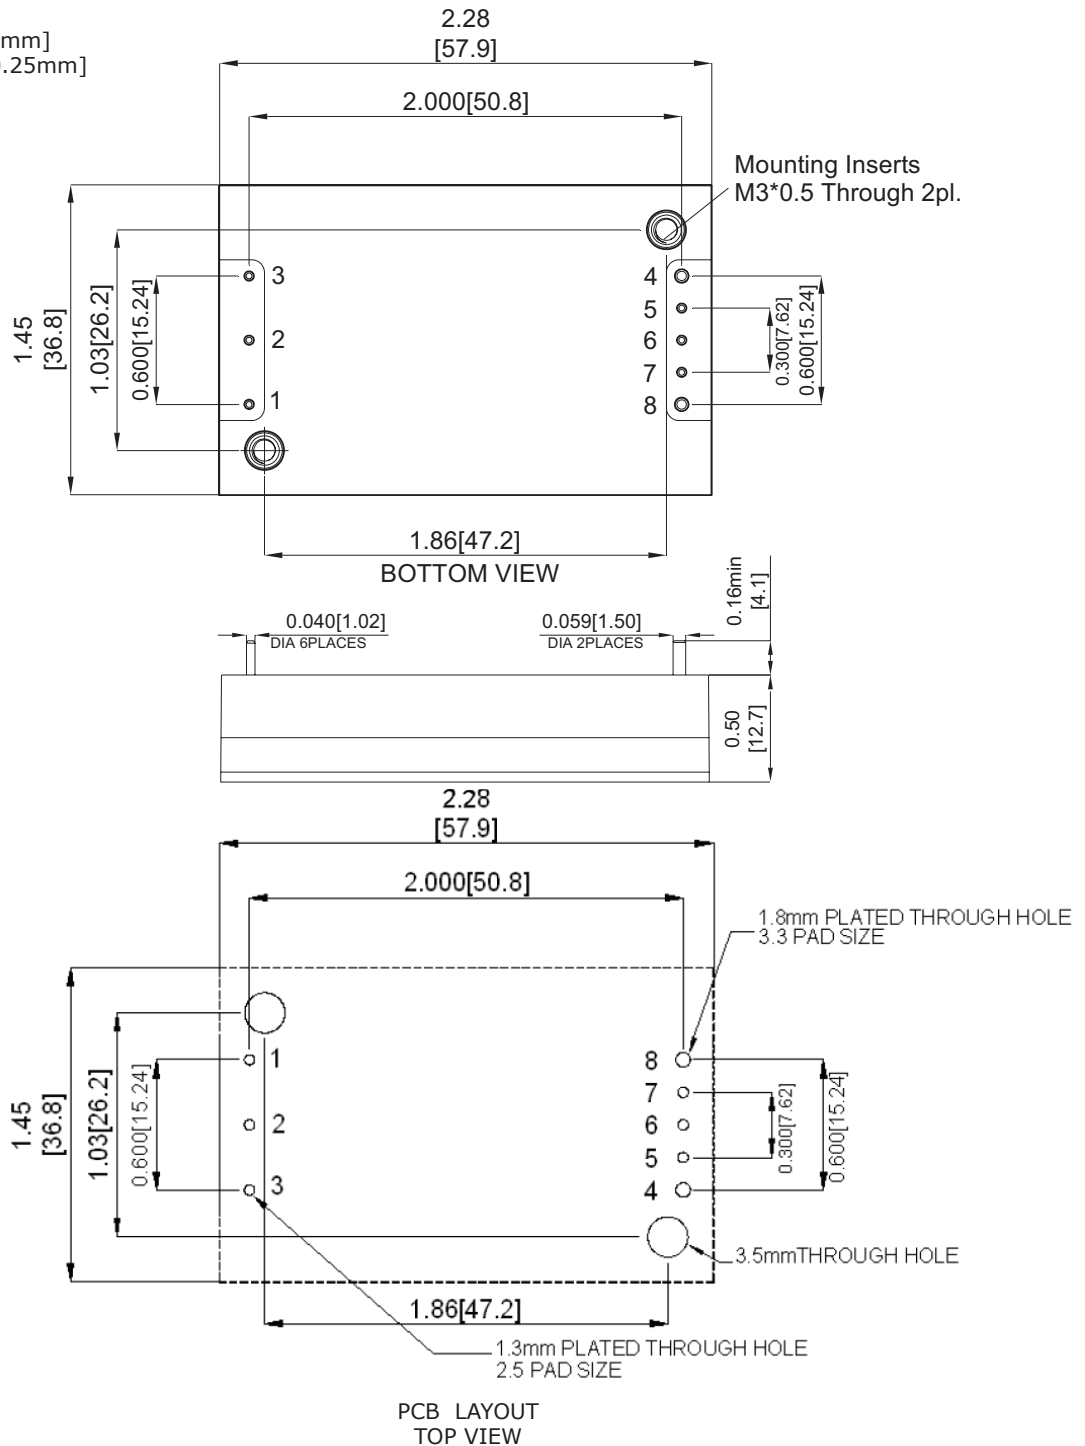 mm]
.25mm]
2.28
[57.9]
2.000[50.8]
Mounting Inserts
M3*0.5 Through 2pl.
1.45
[36.8]
1.03[26.2]
0.600[15.24]
3
2
1
4
5
6
7
8
0.300[7.62]
0.600[15.24]
1.86[47.2]
BOTTOM VIEW
0.040[1.02]
DIA 6PLACES
0.059[1.50]
DIA 2PLACES
0.16min
[4.1]
0.50
[12.7]
2.28
[57.9]
2.000[50.8]
1.8mm PLATED THROUGH HOLE
3.3 PAD SIZE
1.45
[36.8]
1.03[26.2]
0.600[15.24]
1
2
3
8
7
6
5
4
0.300[7.62]
0.600[15.24]
3.5mmTHROUGH HOLE
1.86[47.2]
1.3mm PLATED THROUGH HOLE
2.5 PAD SIZE
PCB LAYOUT
TOP VIEW